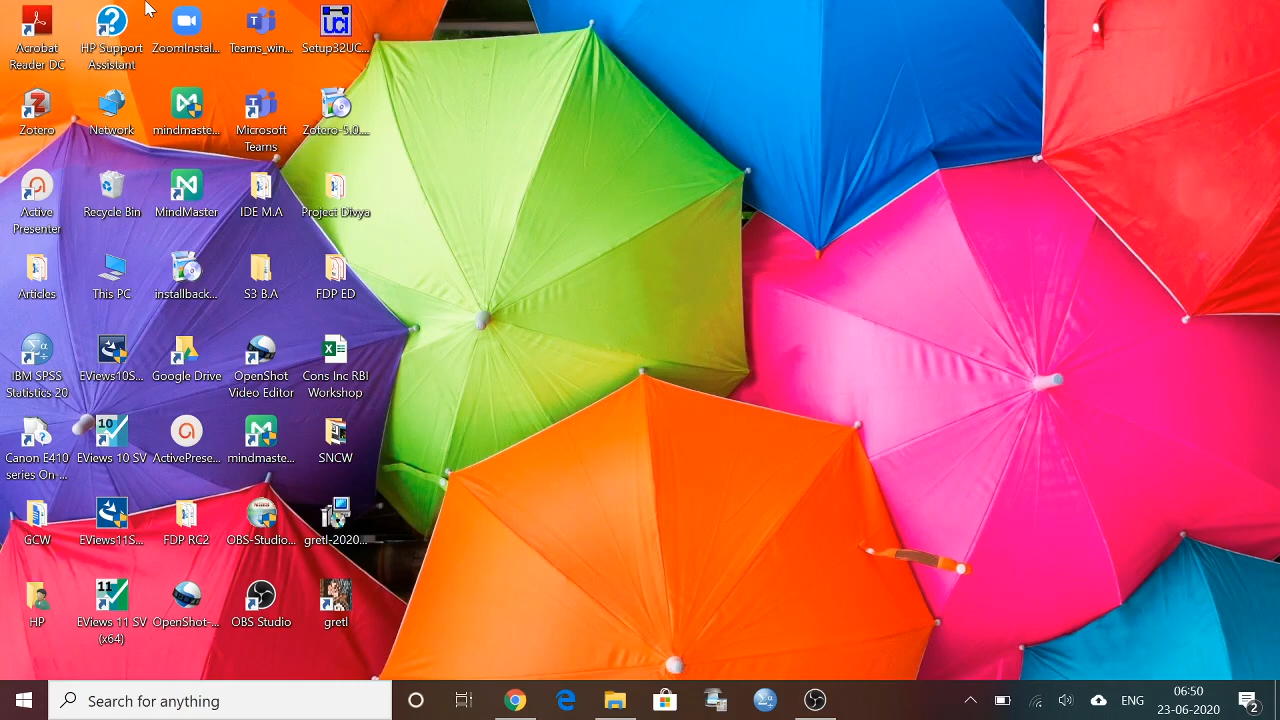 Acrobat
Reader DC
HP Support
Assistant
ZoomInstal...
Teams_win...
UCI
Setup32UC...
Zotero
Network
mindmaste...
Microsoft
Teams
Zotero-5.0....
Active
Presenter
Recycle Bin
MindMaster
IDE M.A
Project Divya
Articles
This PC
installback...
S3 B.A
FDP ED
IBM SPSS
Statistics 20
EViews10S...
Google Drive
OpenShot
Video Editor
Cons Inc RBI
Workshop
Canon E410
series On-...
10
EViews 10 SV
ActivePrese...
mindmaste...
SNCW
GCW
EViews11S...
FDP RC2
OBS-Studio...
gretl-2020...
HP
11
EViews 11 SV
(x64)
OpenShot-...
OBS Studio
gretl
Search for anything
ENG
06:50
23-06-2020
2